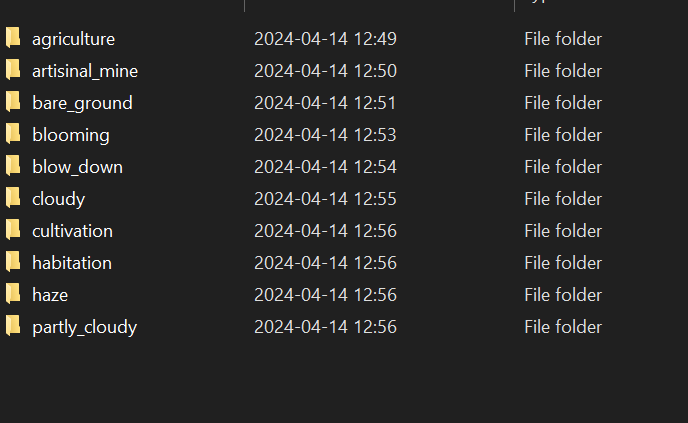 agriculture 2024-04-14 12:49 File folder
artisinal_mine 2024-04-14 12:50 File folder
bare_ground 2024-04-14 12:51 File folder
blooming 2024-04-14 12:53 File folder
blow_down 2024-04-14 12:54 File folder
cloudy 2024-04-14 12:55 File folder
cultivation 2024-04-14 12:56 File folder
habitation 2024-04-14 12:56 File folder
haze 2024-04-14 12:56 File folder
partly_cloudy 2024-04-14 12:56 File folder